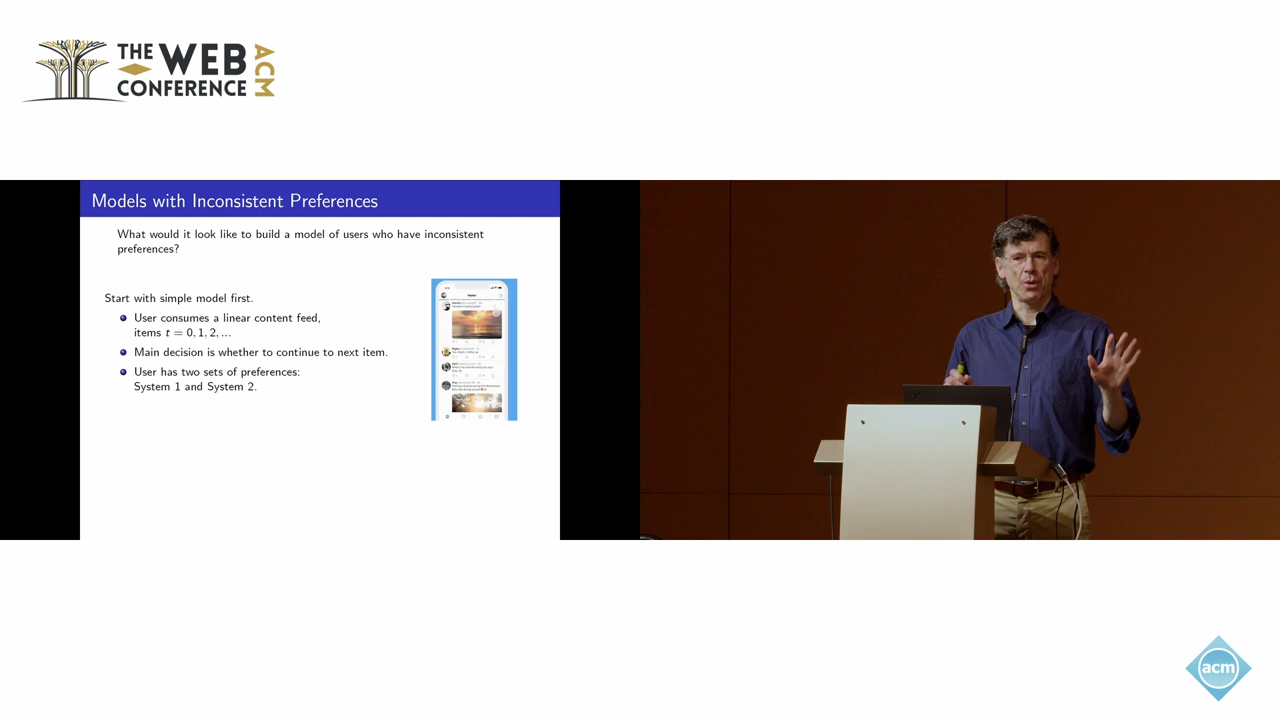 THE WEB
CONFERENCE
ACM
Models with Inconsistent Preferences
What would it look like to build a model of users who have inconsistent
preferences?
Start with simple model first.
User consumes a linear content feed,
items t = 0, 1, 2, ...
Main decision is whether to continue to next item.
User has two sets of preferences:
System 1 and System 2.
Home
acm